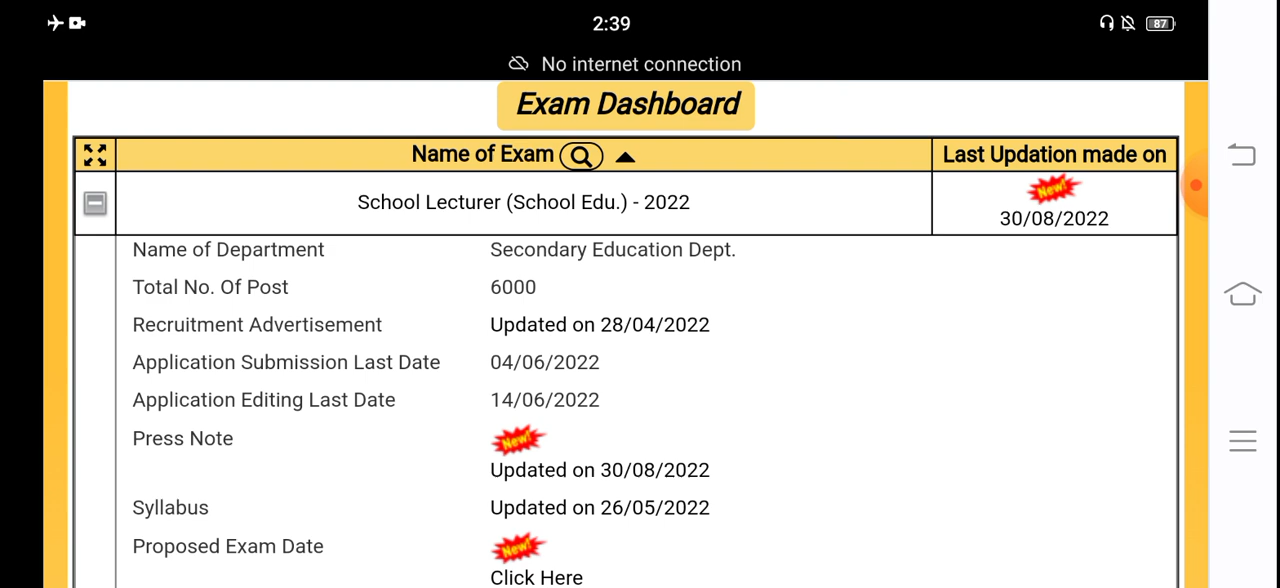 2:39
87
No internet connection
Exam Dashboard
Name of Exam
Last Updation made on
School Lecturer (School Edu.) - 2022
New!
30/08/2022
Name of Department Secondary Education Dept.
Total No. Of Post 6000
Recruitment Advertisement Updated on 28/04/2022
Application Submission Last Date 04/06/2022
Application Editing Last Date 14/06/2022
Press Note New!
Updated on 30/08/2022
Syllabus Updated on 26/05/2022
Proposed Exam Date New!
Click Here